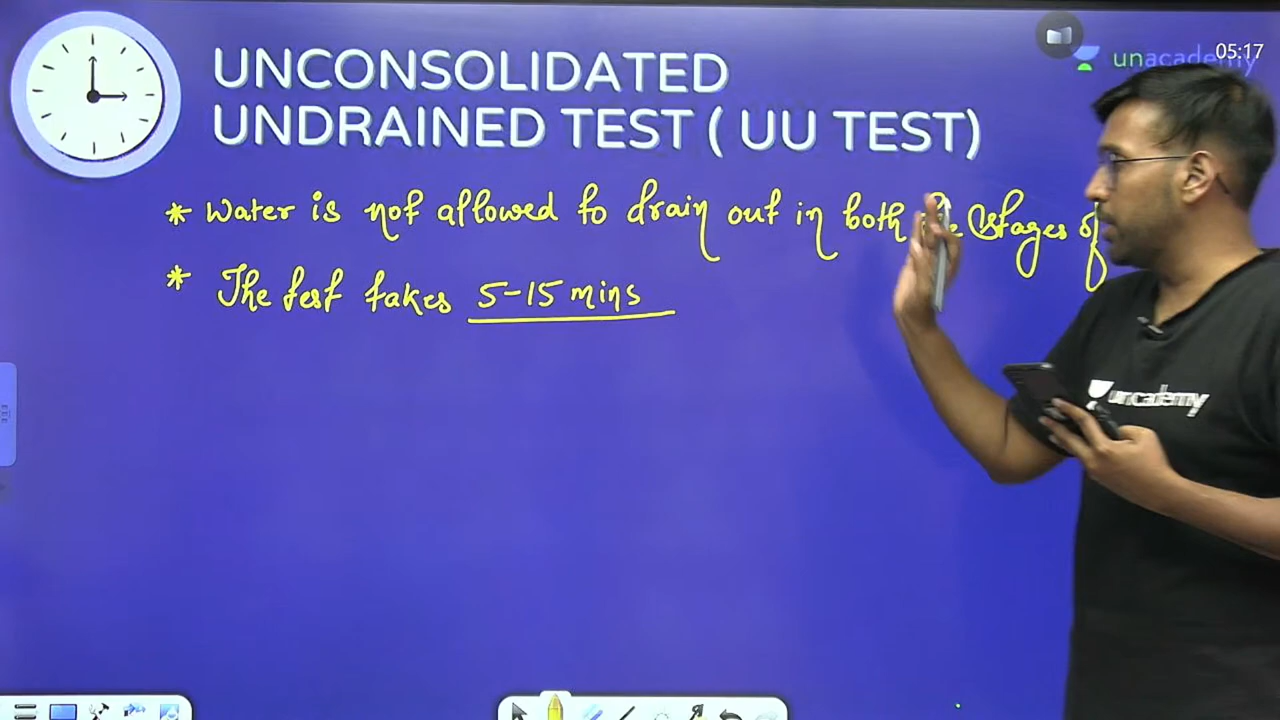 UNCONSOLIDATED
UNDRAINED TEST ( UU TEST)
unacademy
05:17
* Water is not allowed to drain out in both stages of
* The test takes 5-15 mins
unacademy